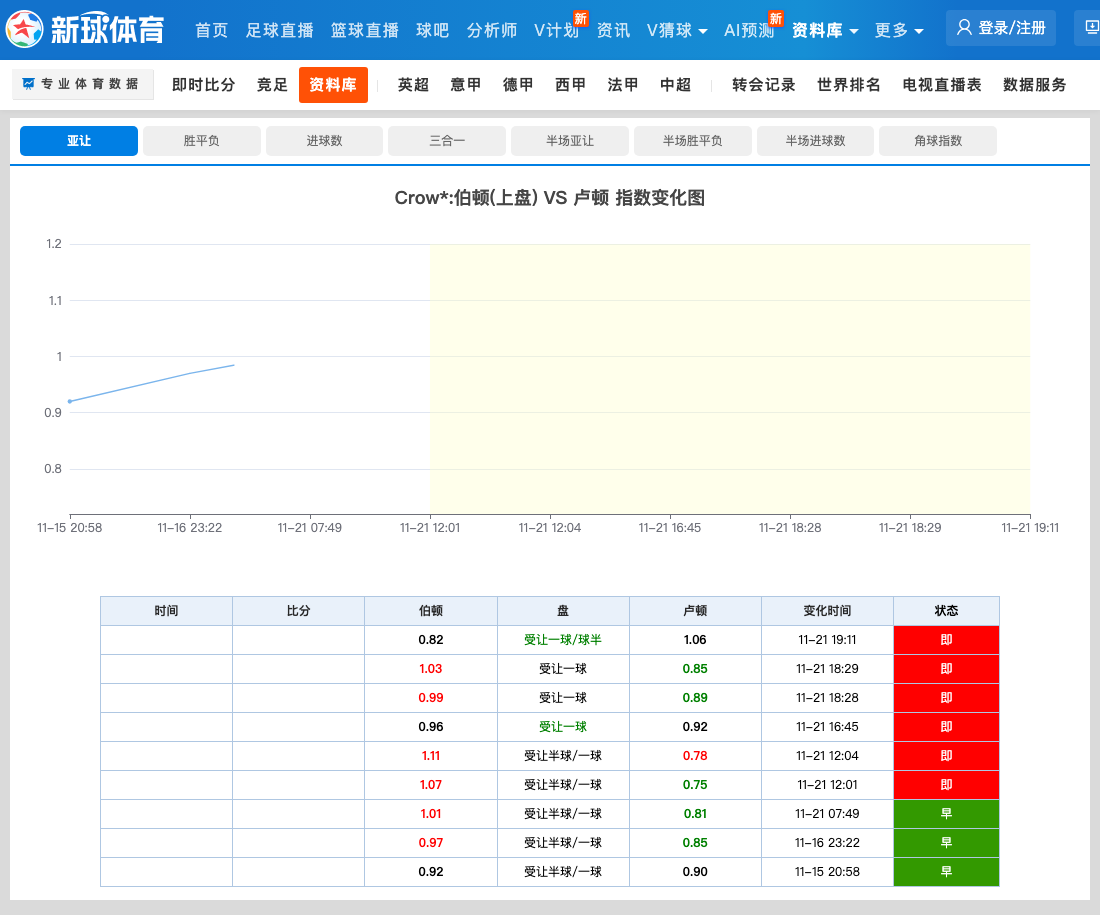 新球体育 首页 足球直播 篮球直播 球吧 分析师 V计划 新 资讯 V猜球 AI预测 新 资料库 更多 登录/注册
专业体育数据 即时比分 竞足 资料库 英超 意甲 德甲 西甲 法甲 中超 转会记录 世界排名 电视直播表 数据服务
亚让 胜平负 进球数 三合一 半场亚让 半场胜平负 半场进球数 角球指数
Crow*:伯顿(上盘) VS 卢顿 指数变化图
1.2
1.1
1
0.9
0.8
11-15 20:58 11-16 23:22 11-21 07:49 11-21 12:01 11-21 12:04 11-21 16:45 11-21 18:28 11-21 18:29 11-21 19:11
时间 比分 伯顿 盘 卢顿 变化时间 状态
0.82 受让一球/球半 1.06 11-21 19:11 即
1.03 受让一球 0.85 11-21 18:29 即
0.99 受让一球 0.89 11-21 18:28 即
0.96 受让一球 0.92 11-21 16:45 即
1.11 受让半球/一球 0.78 11-21 12:04 即
1.07 受让半球/一球 0.75 11-21 12:01 即
1.01 受让半球/一球 0.81 11-21 07:49 早
0.97 受让半球/一球 0.85 11-16 23:22 早
0.92 受让半球/一球 0.90 11-15 20:58 早